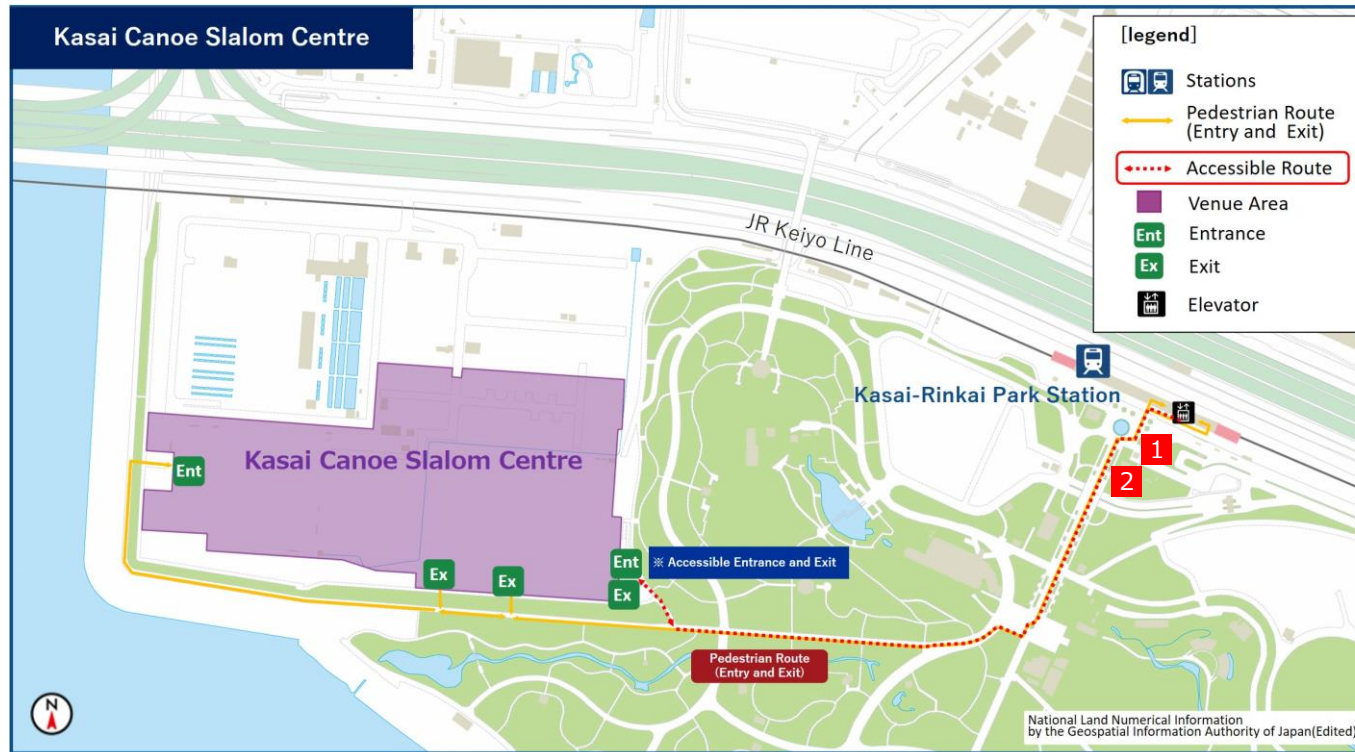 Kasai Canoe Slalom Centre
[legend]
Stations
Pedestrian Route
(Entry and Exit)
Accessible Route
Venue Area
Ent Entrance
Ex Exit
Elevator
JR Keiyo Line
Kasai-Rinkai Park Station
1
2
Kasai Canoe Slalom Centre
Ent
Ent ※ Accessible Entrance and Exit
Ex
Ex
Ex
Pedestrian Route
(Entry and Exit)
N
National Land Numerical Information
by the Geospatial Information Authority of Japan(Edited)